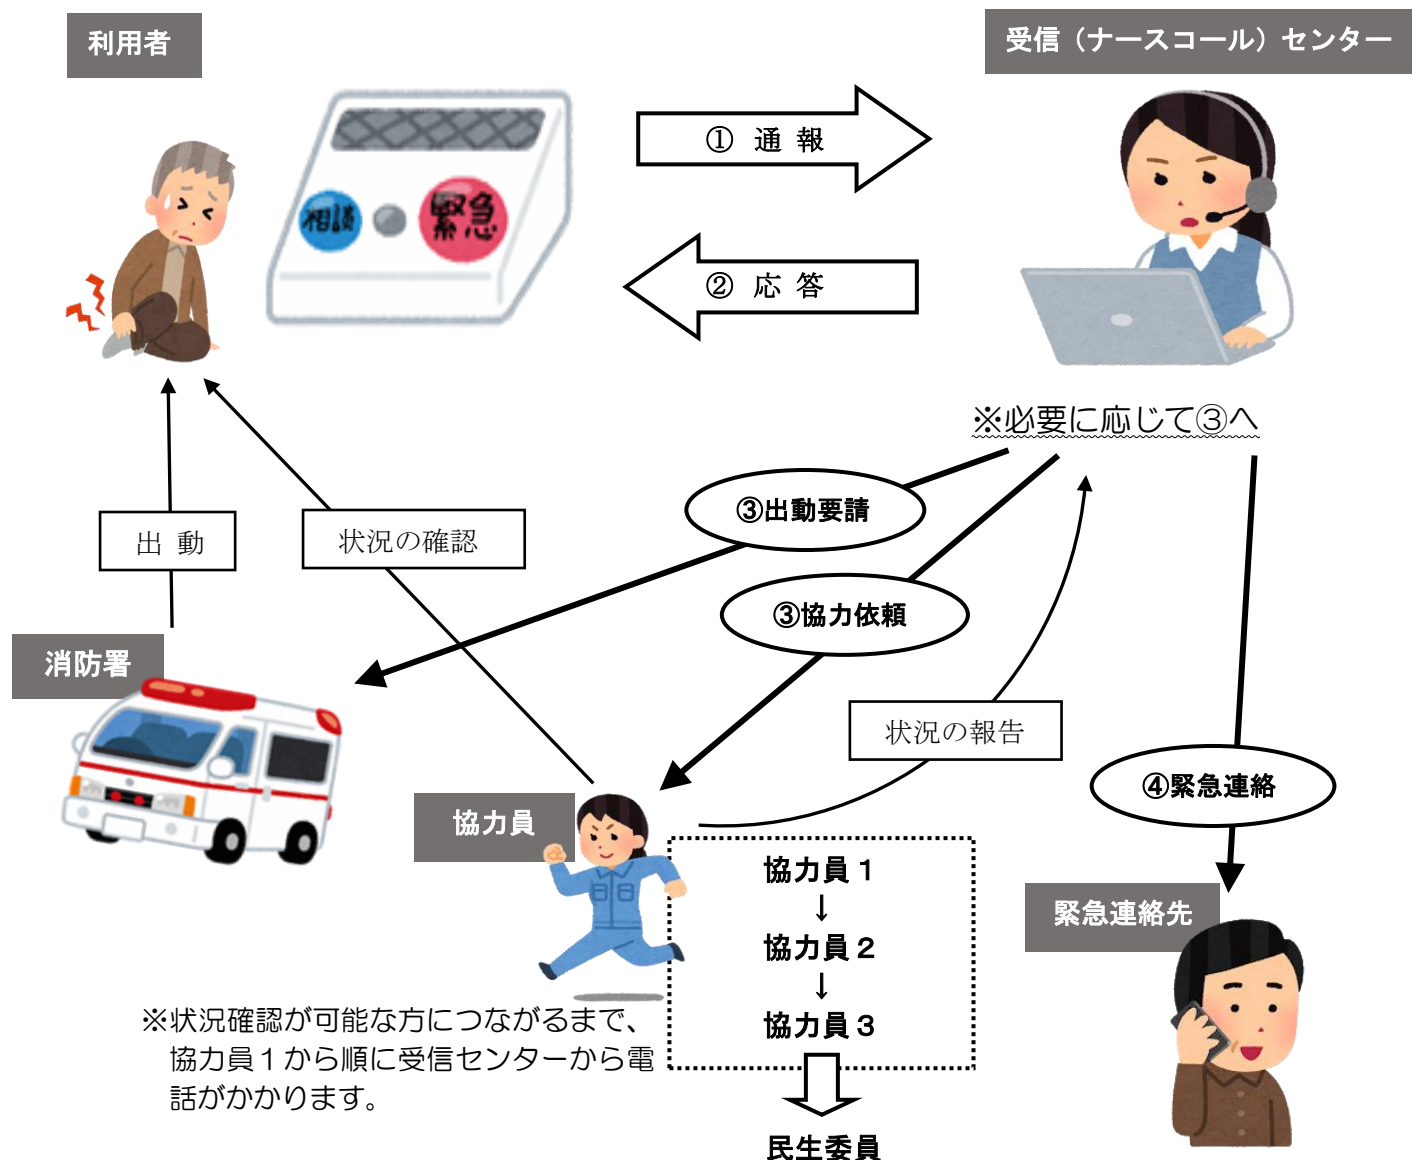 利用者
受信（ナースコール）センター
① 通 報
相談
緊急
② 応 答
※必要に応じて③へ
③出動要請
出 動
状況の確認
③協力依頼
消防署
状況の報告
④緊急連絡
協力員
協力員１
↓
協力員２
↓
協力員３
緊急連絡先
※状況確認が可能な方につながるまで、
協力員１から順に受信センターから電
話がかかります。
民生委員